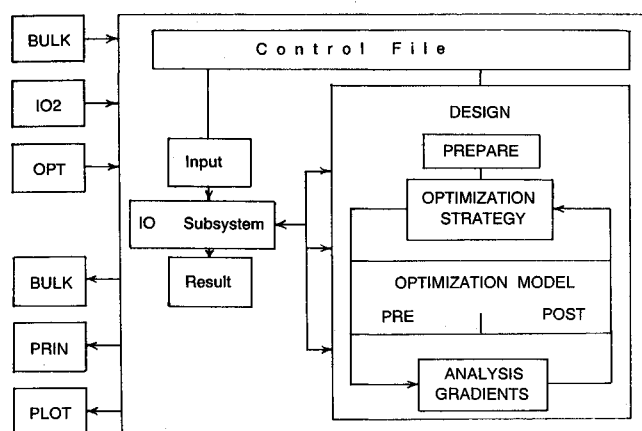 BULK
IO2
OPT
BULK
PRIN
PLOT
Control File
Input
IO Subsystem
Result
DESIGN
PREPARE
OPTIMIZATION
STRATEGY
OPTIMIZATION MODEL
PRE POST
ANALYSIS
GRADIENTS